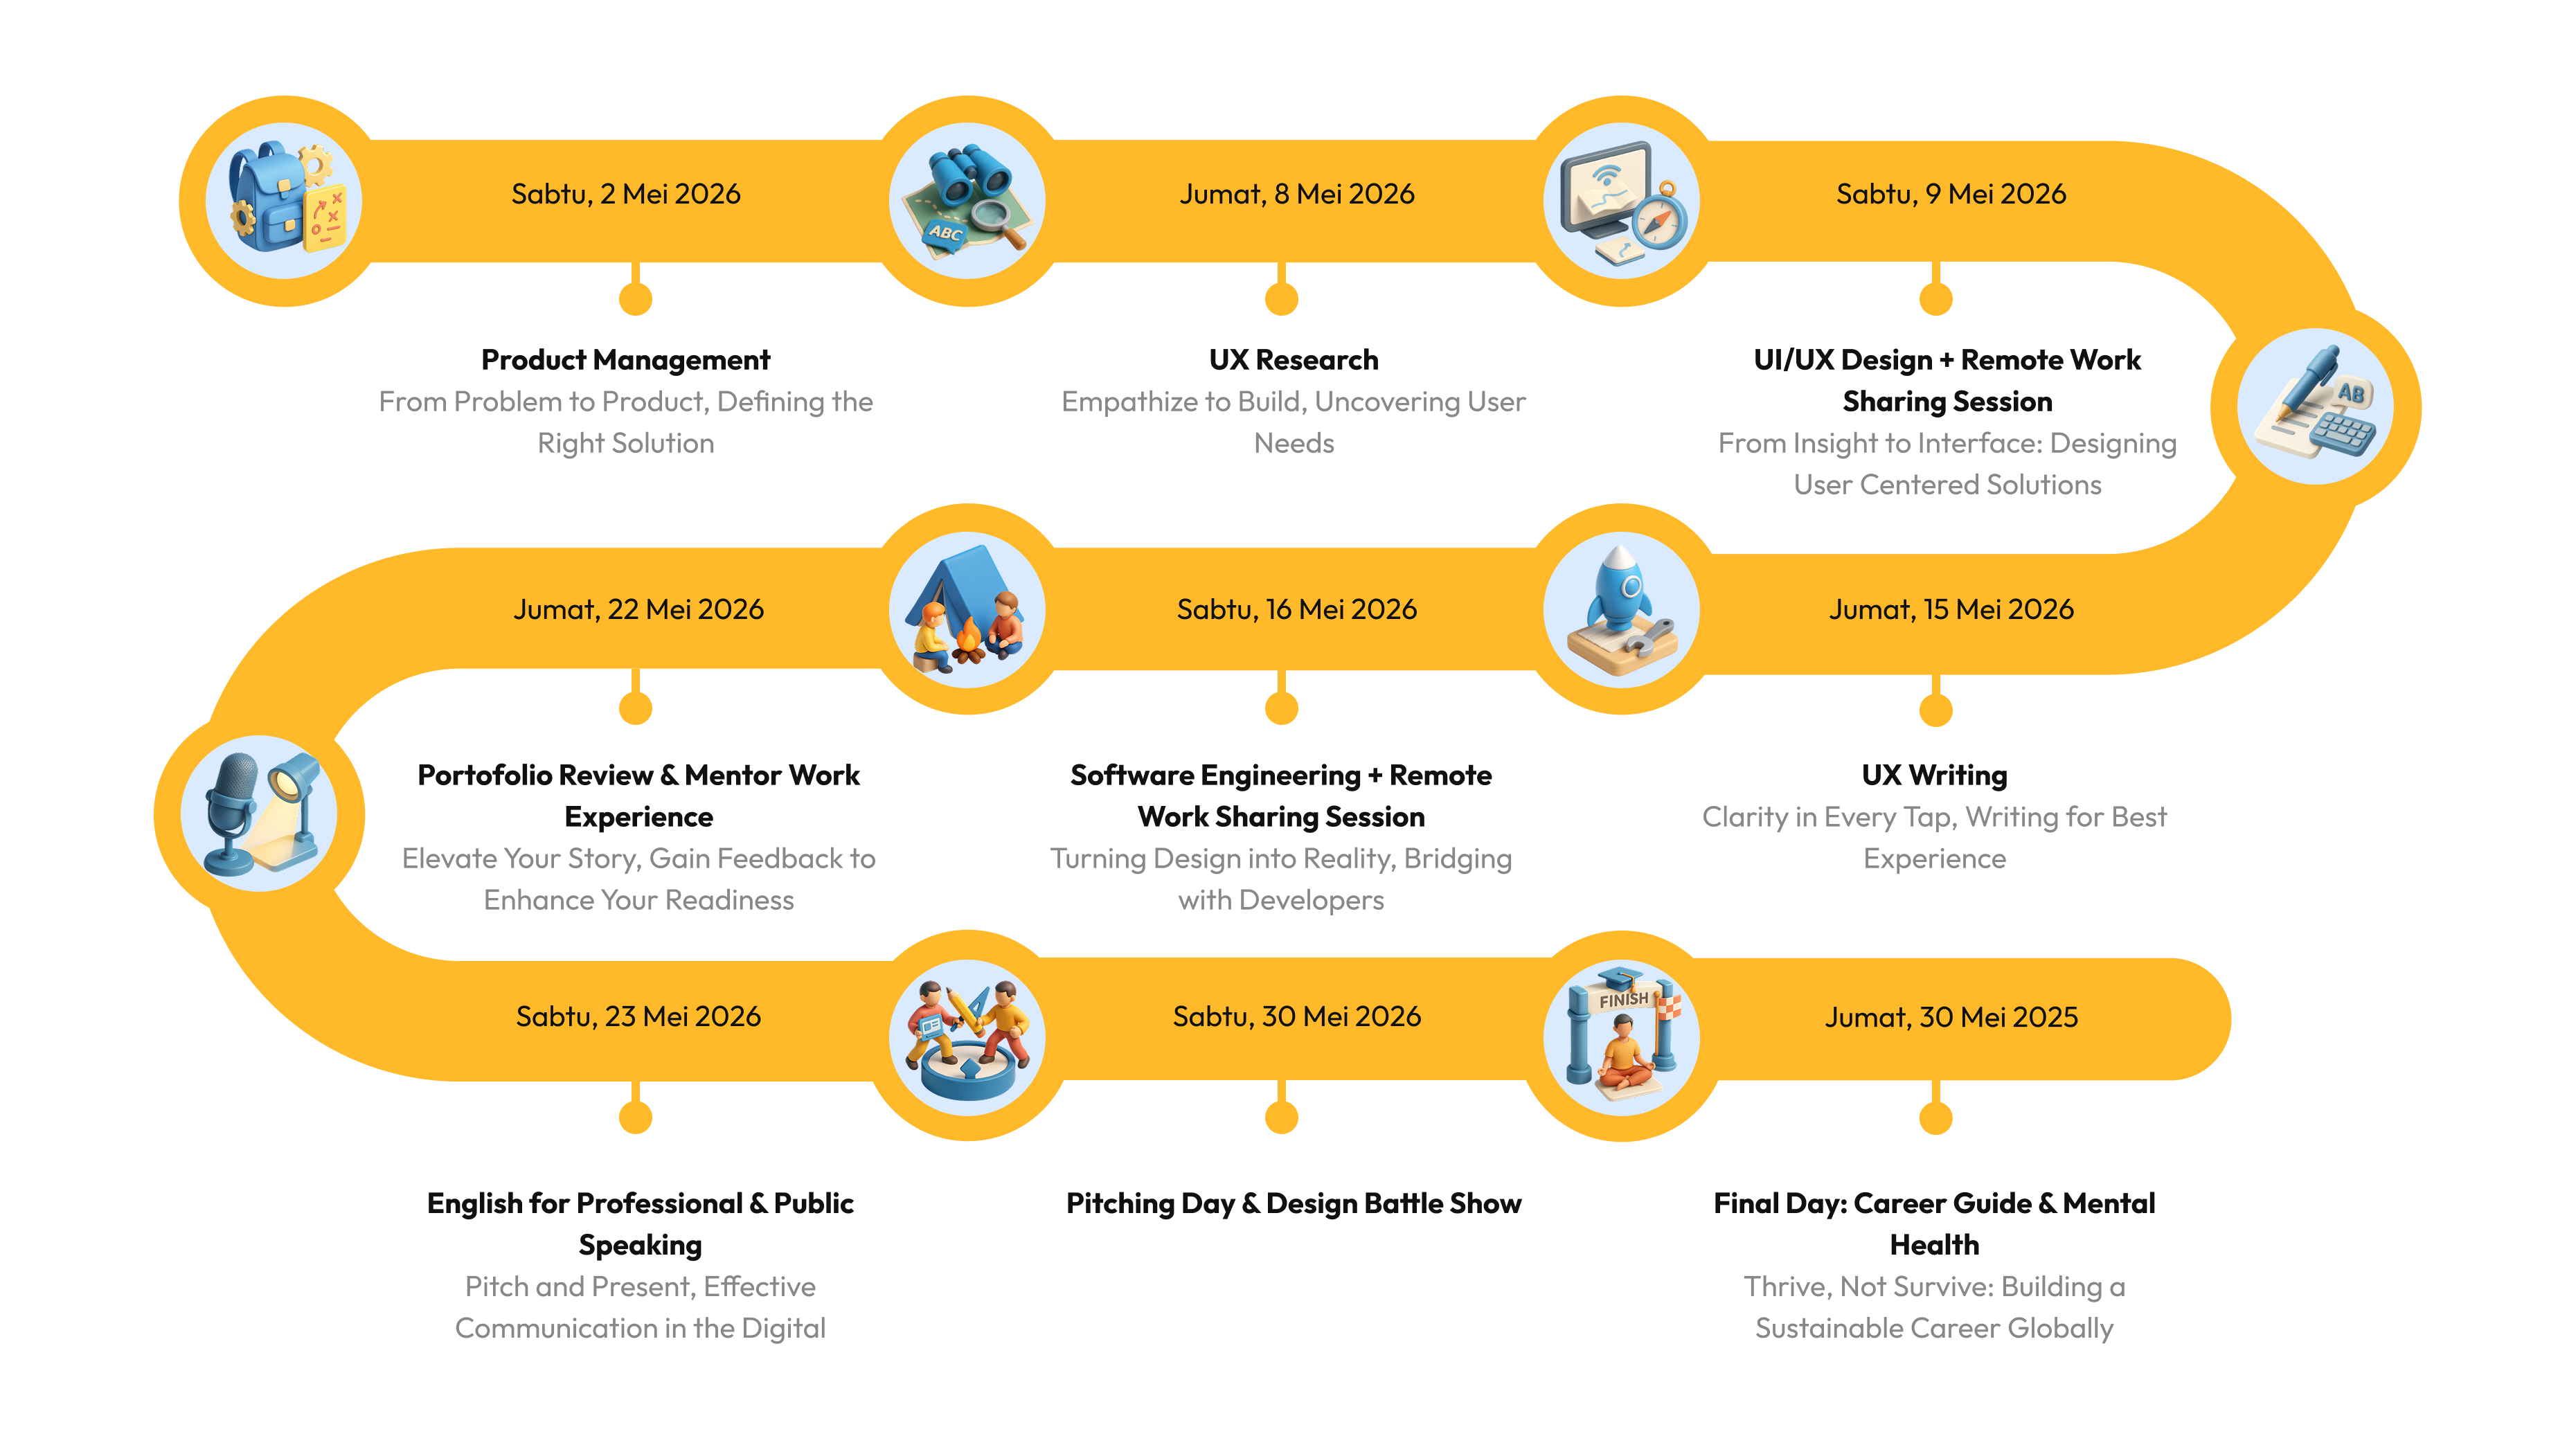 Sabtu, 2 Mei 2026
Product Management
From Problem to Product, Defining the
Right Solution
ABC
Jumat, 8 Mei 2026
UX Research
Empathize to Build, Uncovering User
Needs
Sabtu, 9 Mei 2026
UI/UX Design + Remote Work
Sharing Session
From Insight to Interface: Designing
User Centered Solutions
AB
Jumat, 15 Mei 2026
UX Writing
Clarity in Every Tap, Writing for Best
Experience
Sabtu, 16 Mei 2026
Software Engineering + Remote
Work Sharing Session
Turning Design into Reality, Bridging
with Developers
Jumat, 22 Mei 2026
Portofolio Review & Mentor Work
Experience
Elevate Your Story, Gain Feedback to
Enhance Your Readiness
Sabtu, 23 Mei 2026
English for Professional & Public
Speaking
Pitch and Present, Effective
Communication in the Digital
Sabtu, 30 Mei 2026
Pitching Day & Design Battle Show
FINISH
Jumat, 30 Mei 2025
Final Day: Career Guide & Mental
Health
Thrive, Not Survive: Building a
Sustainable Career Globally